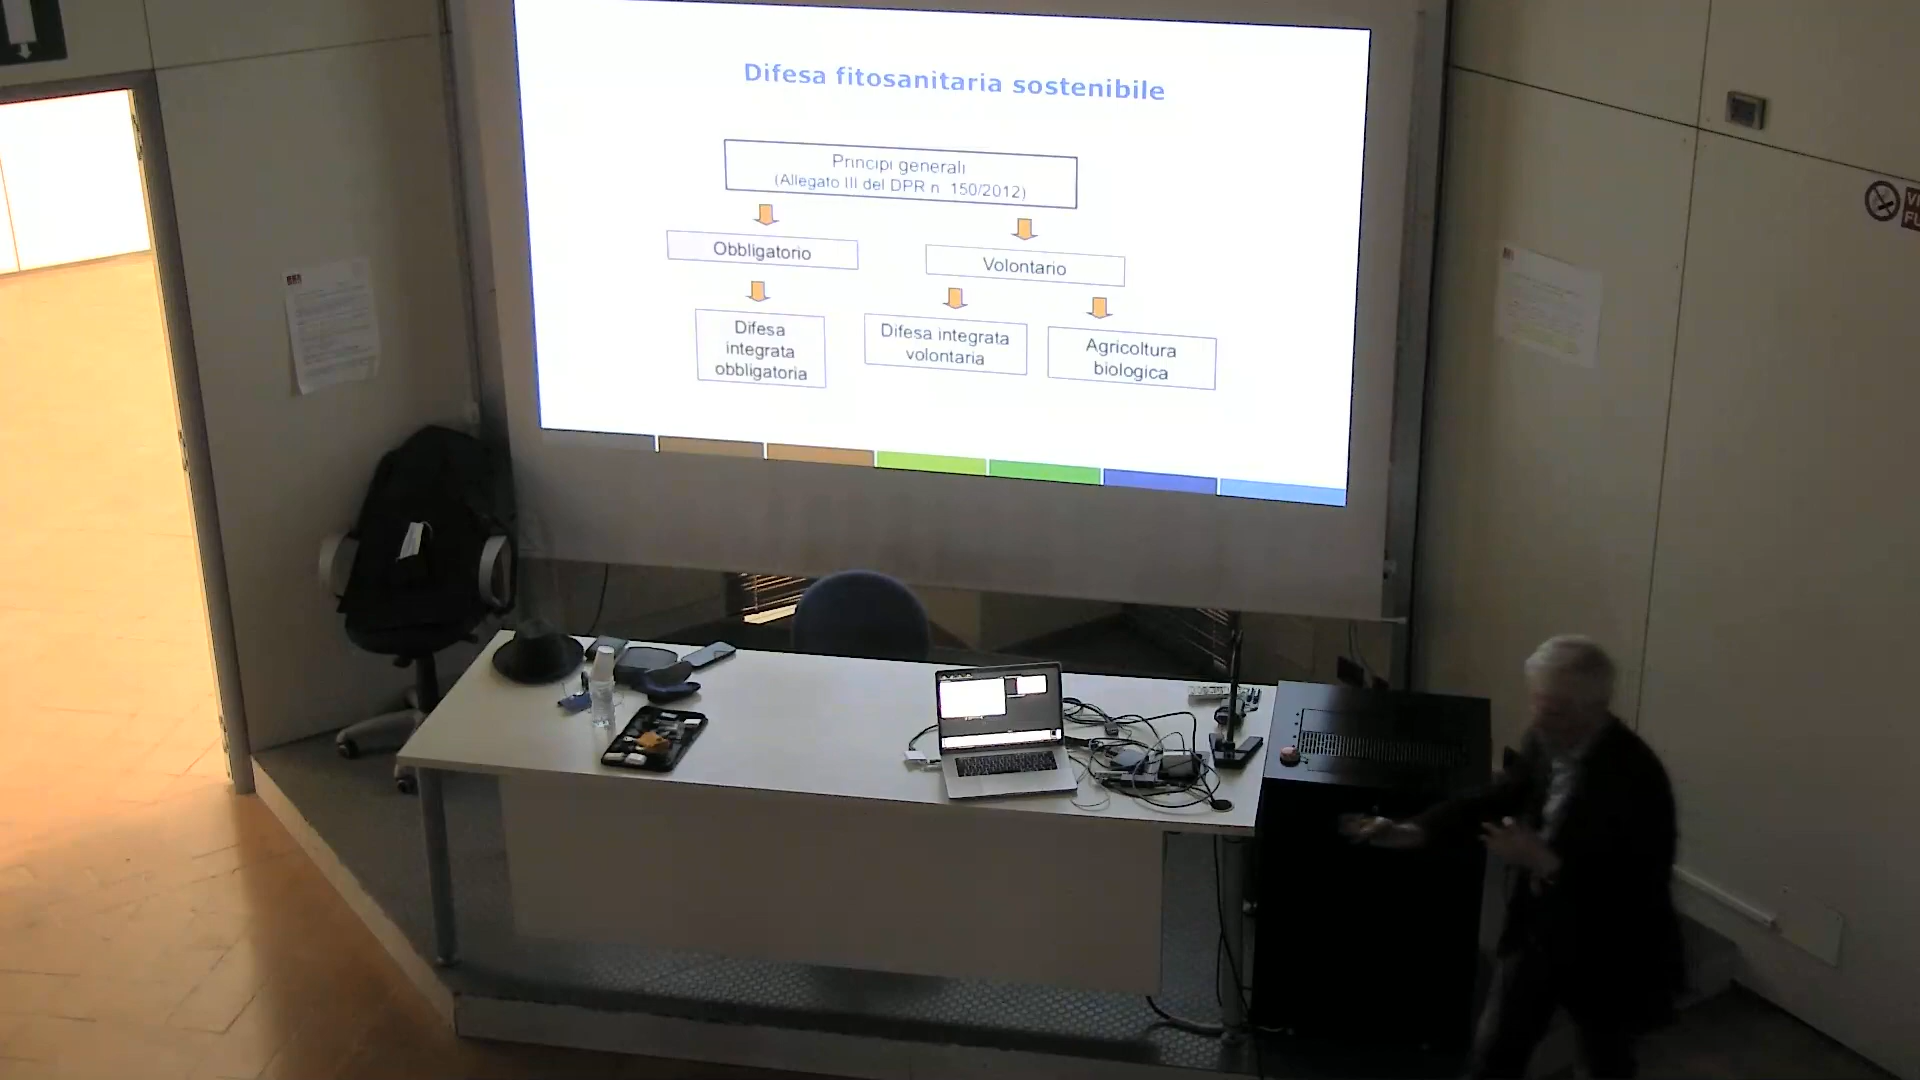 Difesa fitosanitaria sostenibile
Principi generali
(Allegato III del DPR n. 150/2012)
Obbligatorio
Volontario
Difesa
integrata
obbligatoria
Difesa integrata
volontaria
Agricoltura
biologica